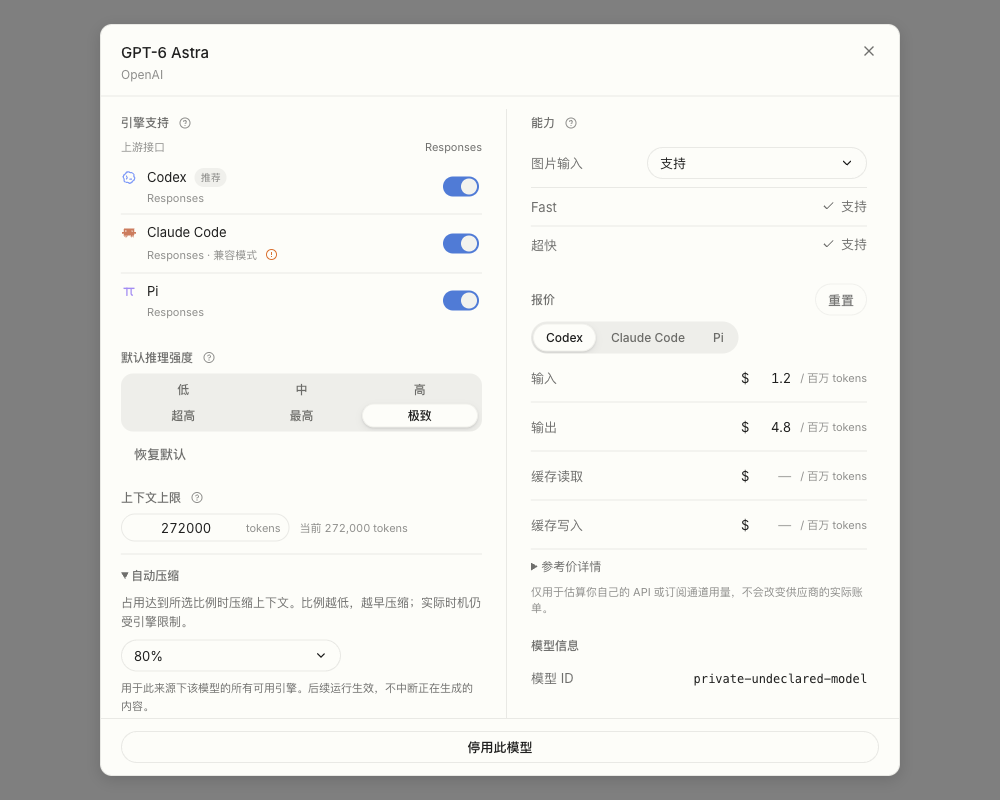 GPT-6 Astra
OpenAI
引擎支持
上游接口 Responses
Codex 推荐
Responses
Claude Code
Responses · 兼容模式
Pi
Responses
默认推理强度
低 中 高
超高 最高 极致
恢复默认
上下文上限
272000 tokens 当前 272,000 tokens
自动压缩
占用达到所选比例时压缩上下文。比例越低，越早压缩；实际时机仍
受引擎限制。
80%
用于此来源下该模型的所有可用引擎。后续运行生效，不中断正在生成的
内容。
能力
图片输入 支持
Fast 支持
超快 支持
报价 重置
Codex Claude Code Pi
输入 $ 1.2 / 百万 tokens
输出 $ 4.8 / 百万 tokens
缓存读取 $ — / 百万 tokens
缓存写入 $ — / 百万 tokens
参考价详情
仅用于估算你自己的 API 或订阅通道用量，不会改变供应商的实际账
单。
模型信息
模型 ID private-undeclared-model
停用此模型